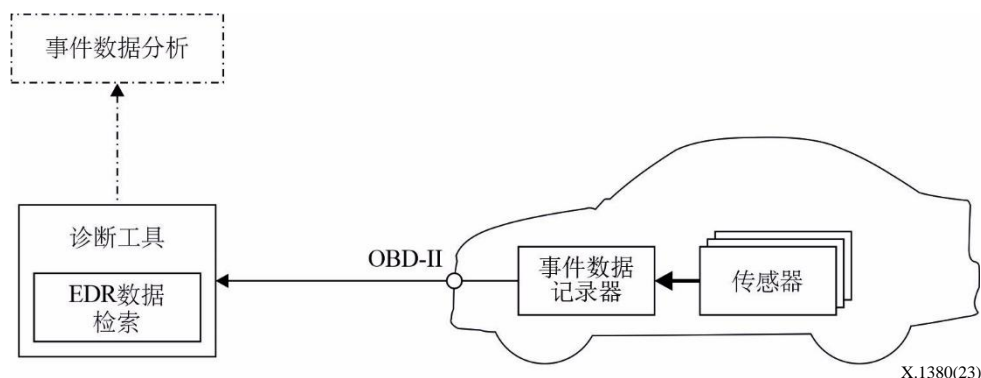 事件数据分析
诊断工具
EDR数据
检索
OBD-II
事件数据
记录器
传感器
X.1380(23)